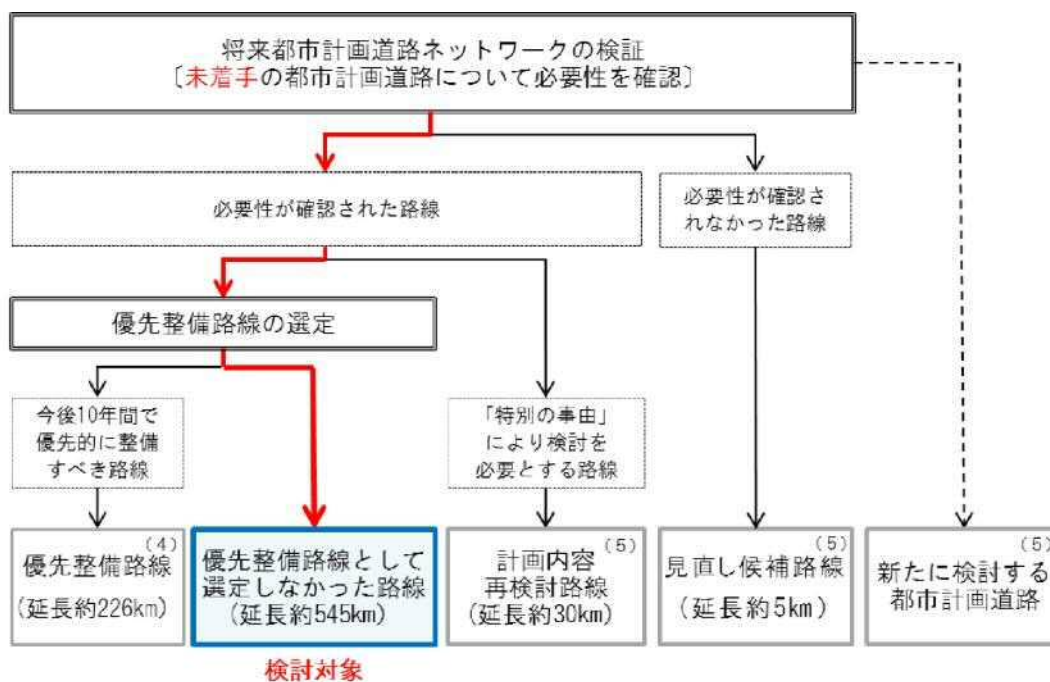 将来都市計画道路ネットワークの検証
〔未着手の都市計画道路について必要性を確認〕
必要性が確認された路線
必要性が確認さ
れなかった路線
優先整備路線の選定
今後10年間で
優先的に整備
すべき路線
「特別の事由」
により検討を
必要とする路線
(4)
優先整備路線
(延長約226km)
優先整備路線として
選定しなかった路線
(延長約545km)
(5)
計画内容
再検討路線
(延長約30km)
(5)
見直し候補路線
(延長約5km)
(5)
新たに検討する
都市計画道路
検討対象